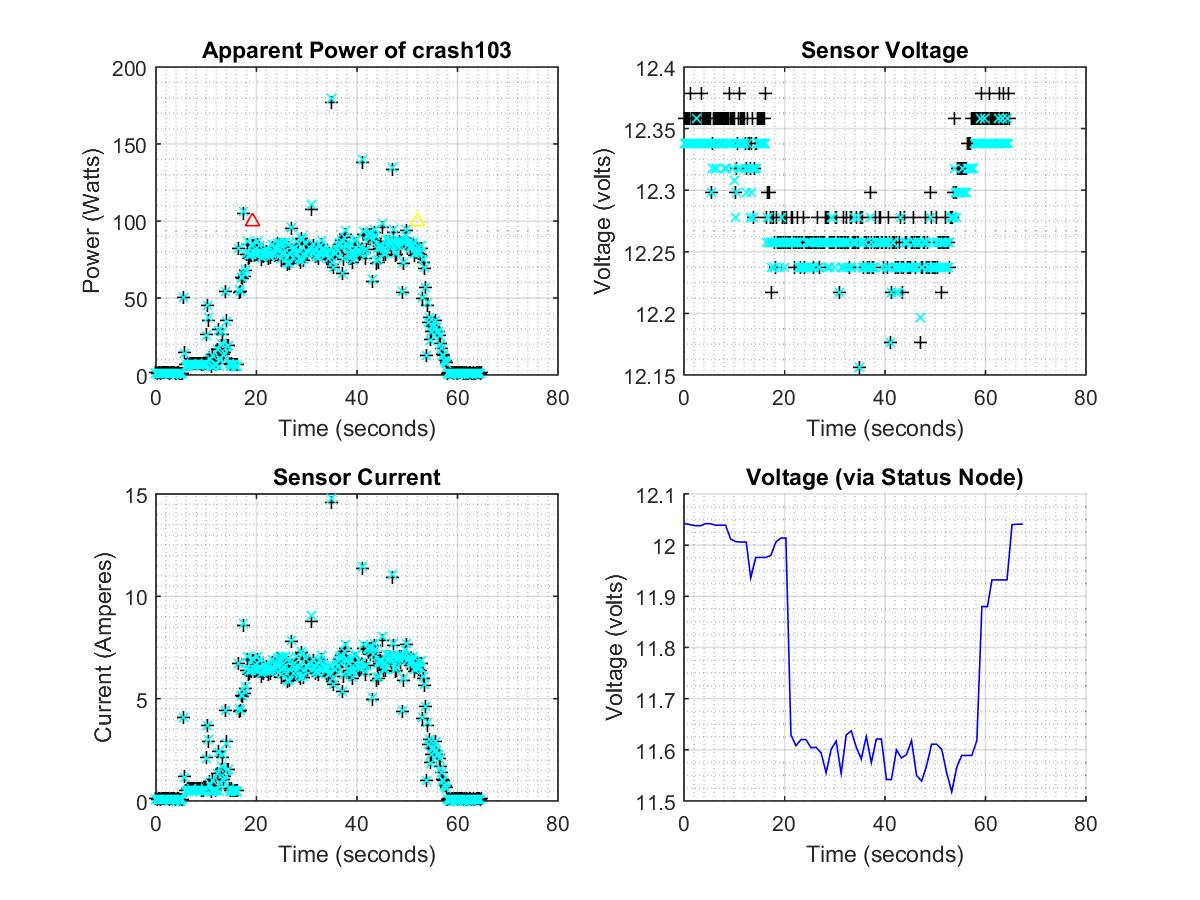 Apparent Power of crash103
200
150
100
50
0
Power (Watts)
0 20 40 60 80
Time (seconds)
Sensor Voltage
12.4
12.35
12.3
12.25
12.2
12.15
Voltage (volts)
0 20 40 60 80
Time (seconds)
Sensor Current
15
10
5
0
Current (Amperes)
0 20 40 60 80
Time (seconds)
Voltage (via Status Node)
12.1
12
11.9
11.8
11.7
11.6
11.5
Voltage (volts)
0 20 40 60 80
Time (seconds)